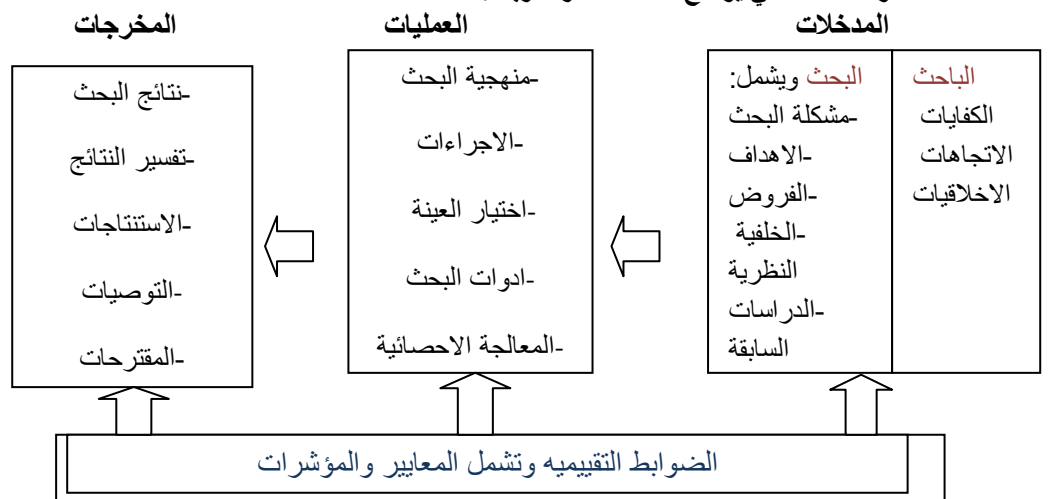 المدخلات
العمليات
المخرجات
الباحث
الكفايات
الاتجاهات
الاخلاقيات
البحث ويشمل:
-مشكلة البحث
-الاهداف
-الفروض
-الخلفية
النظرية
-الدراسات
السابقة
-منهجية البحث
-الاجراءات
-اختيار العينة
-ادوات البحث
-المعالجة الاحصائية
-نتائج البحث
-تفسير النتائج
-الاستنتاجات
-التوصيات
-المقترحات
الضوابط التقييميه وتشمل المعايير والمؤشرات